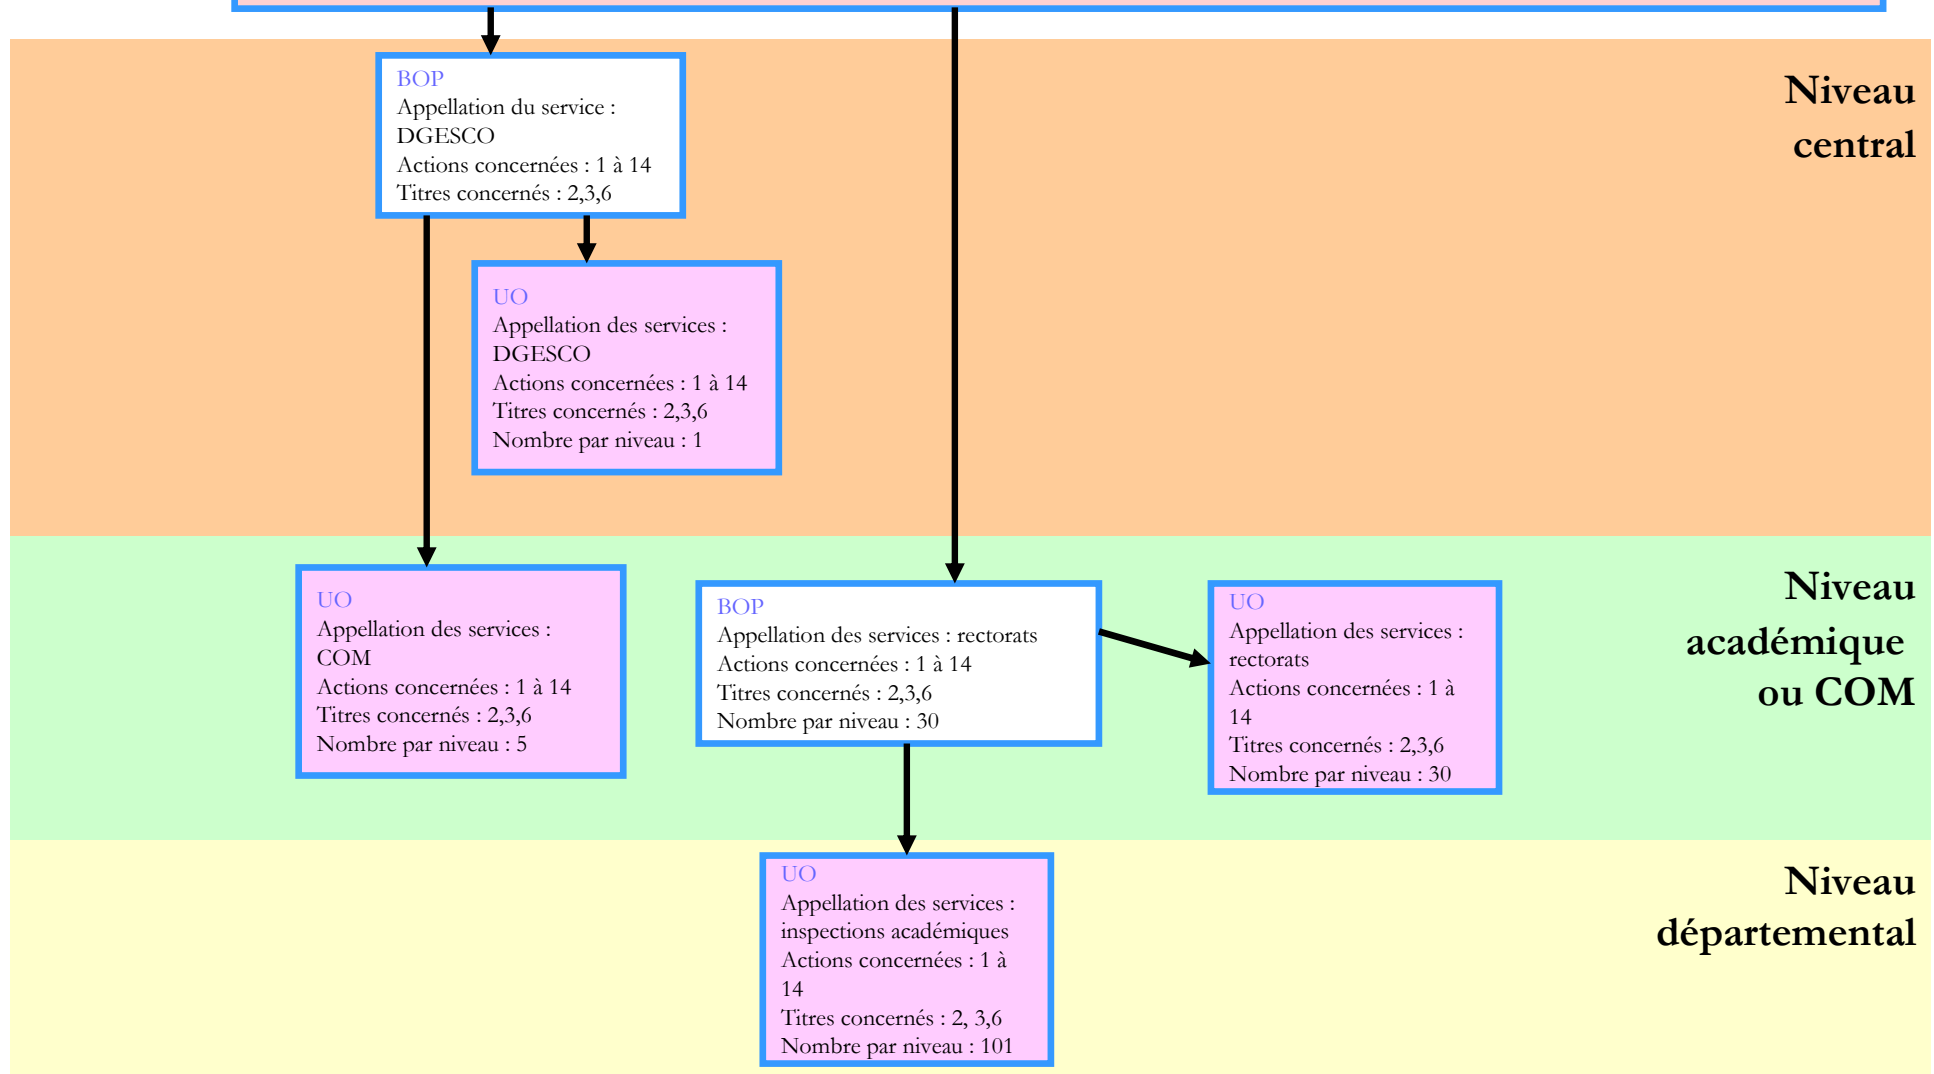 Niveau
central
BOP
Appellation du service :
DGESCO
Actions concernées : 1 à 14
Titres concernés : 2,3,6
UO
Appellation des services :
DGESCO
Actions concernées : 1 à 14
Titres concernés : 2,3,6
Nombre par niveau : 1
Niveau
académique
ou COM
UO
Appellation des services :
COM
Actions concernées : 1 à 14
Titres concernés : 2,3,6
Nombre par niveau : 5
BOP
Appellation des services : rectorats
Actions concernées : 1 à 14
Titres concernés : 2,3,6
Nombre par niveau : 30
UO
Appellation des services :
rectorats
Actions concernées : 1 à
14
Titres concernés : 2,3,6
Nombre par niveau : 30
Niveau
départemental
UO
Appellation des services :
inspections académiques
Actions concernées : 1 à
14
Titres concernés : 2, 3,6
Nombre par niveau : 101